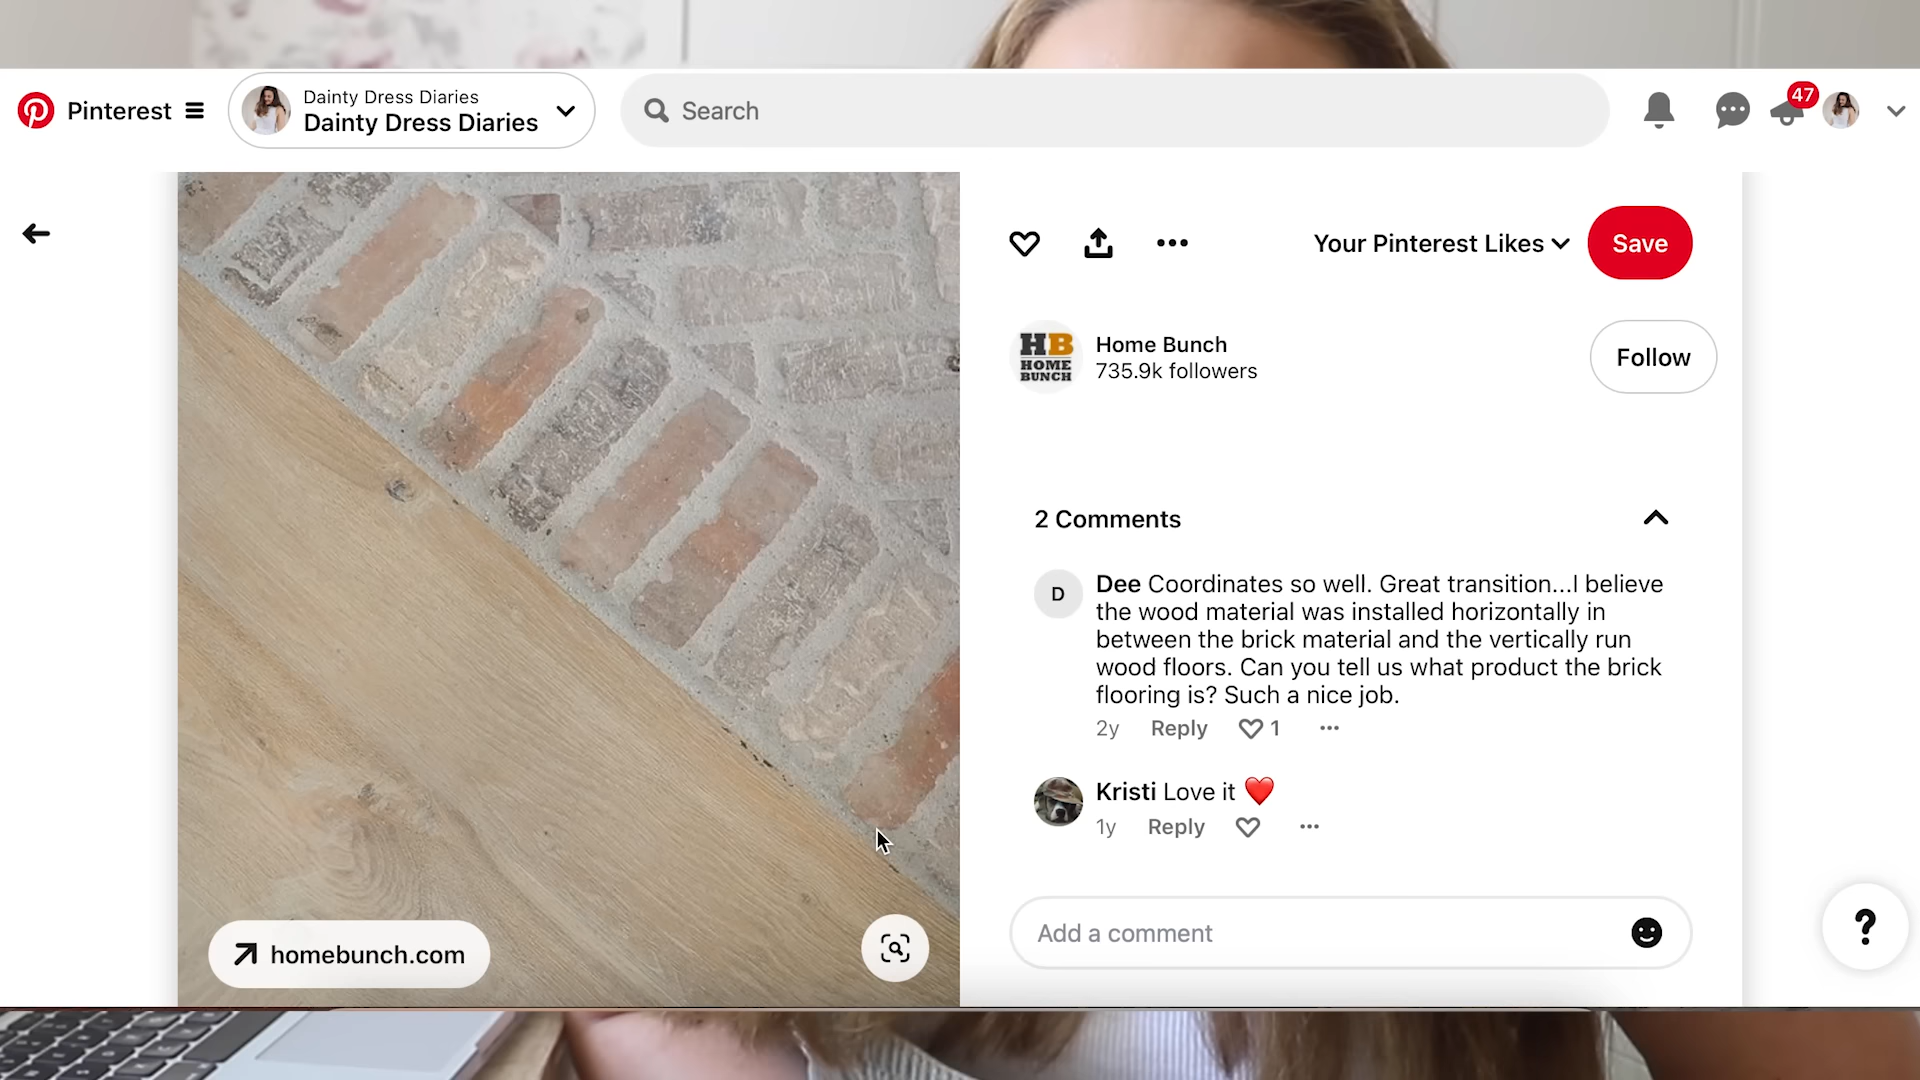 Pinterest
Dainty Dress Diaries
Dainty Dress Diaries
Search
47
Your Pinterest Likes
Save
HB
HOME
BUNCH
Home Bunch
735.9k followers
Follow
2 Comments
D
Dee Coordinates so well. Great transition...I believe
the wood material was installed horizontally in
between the brick material and the vertically run
wood floors. Can you tell us what product the brick
flooring is? Such a nice job.
2y Reply 1
Kristi Love it ❤️
1y Reply
Add a comment
homebunch.com
?